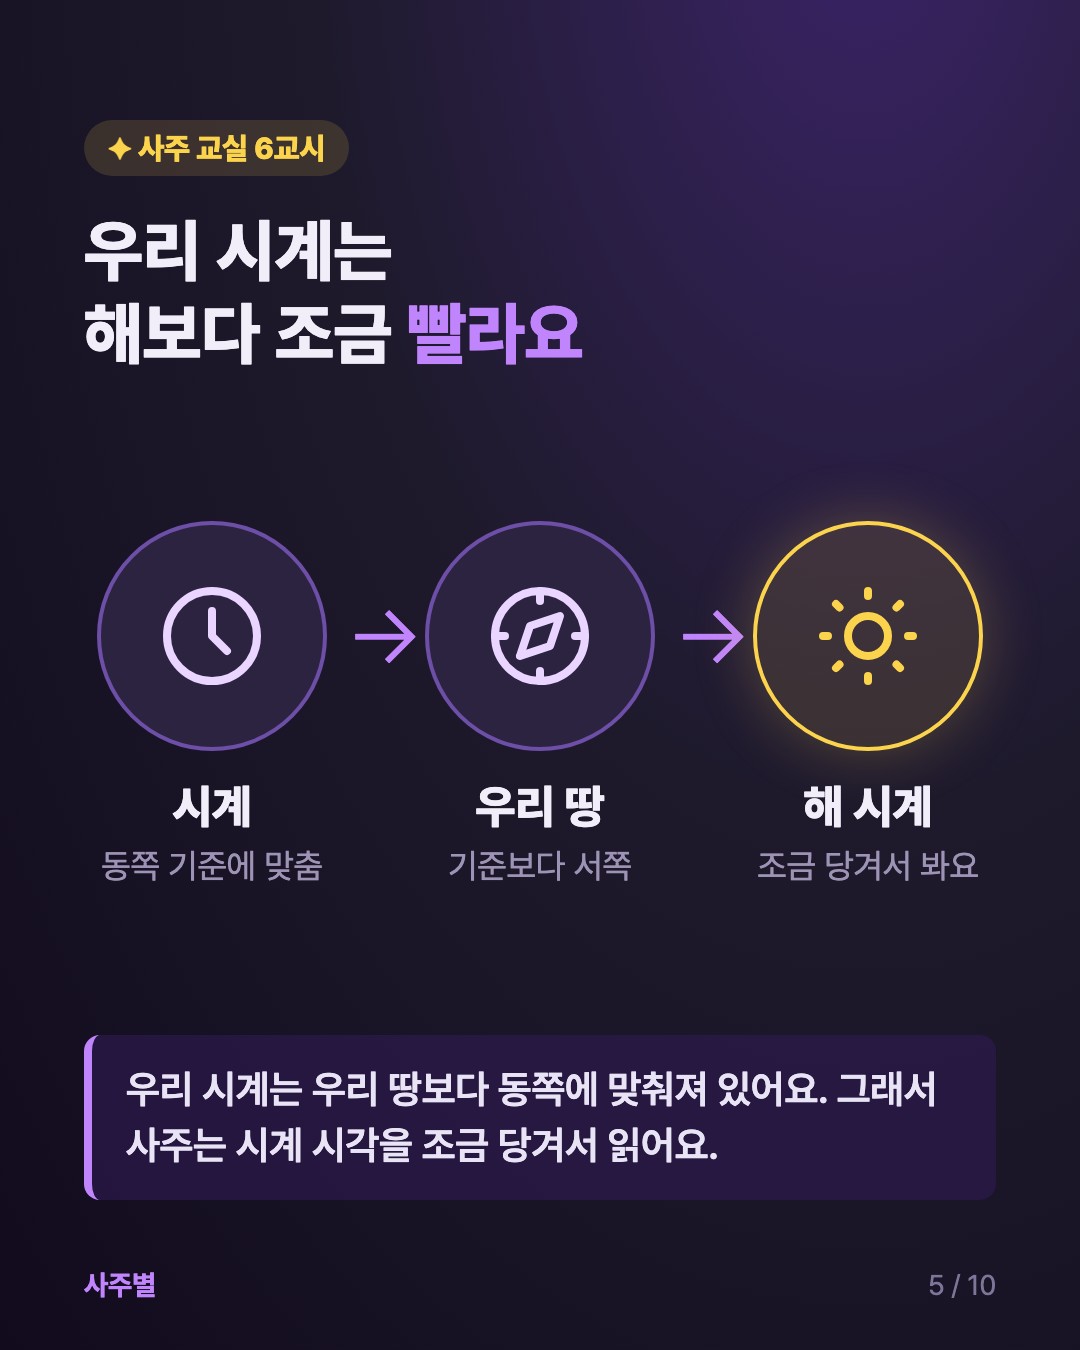 ✦ 사주 교실 6교시
우리 시계는
해보다 조금 빨라요
시계
동쪽 기준에 맞춤
우리 땅
기준보다 서쪽
해 시계
조금 당겨서 봐요
우리 시계는 우리 땅보다 동쪽에 맞춰져 있어요. 그래서
사주는 시계 시각을 조금 당겨서 읽어요.
사주별
5 / 10